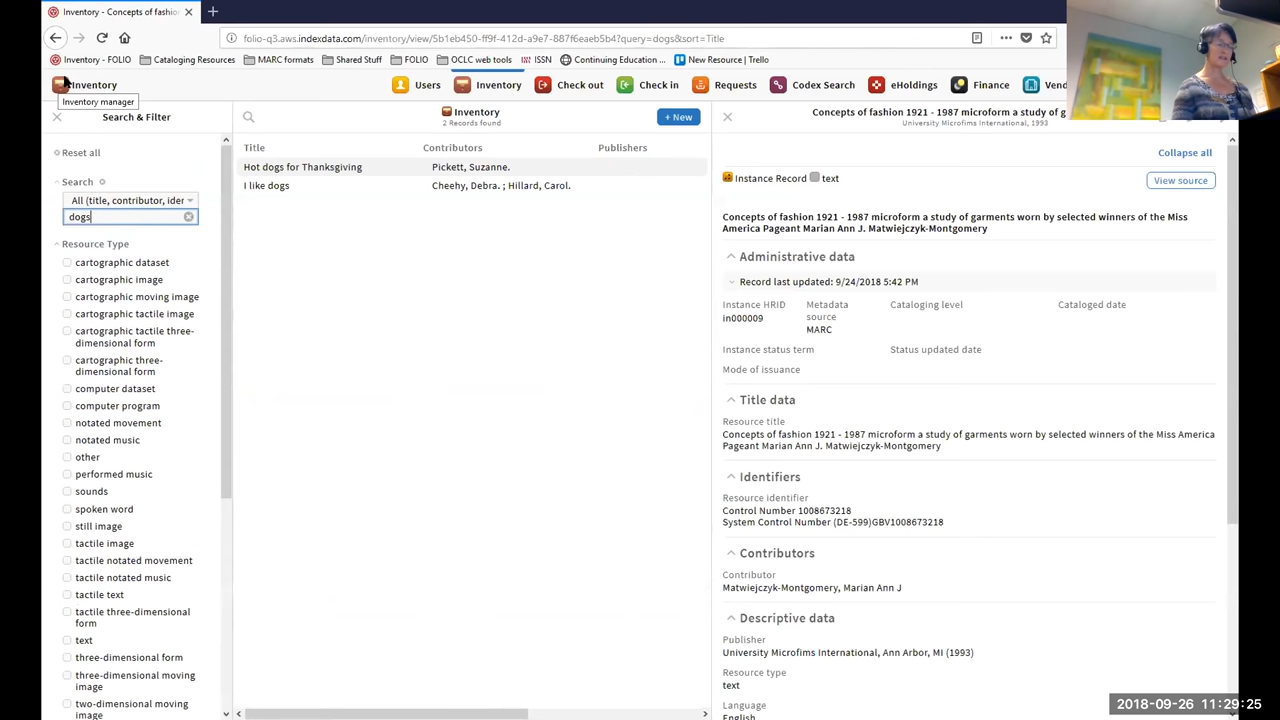 Inventory - Concepts of fashio
folio-q3.aws.indexdata.com/inventory/view/5b1eb450-ff9f-412d-a9e7-887f6eaeb5b4?query=dogs&sort=Title
Inventory - FOLIO
Cataloging Resources
MARC formats
Shared Stuff
FOLIO
OCLC web tools
ISSN
Continuing Education ...
New Resource | Trello
Inventory
Users
Inventory
Check out
Check in
Requests
Codex Search
eHoldings
Finance
Vend
Inventory manager
Search & Filter
Reset all
Search
All (title, contributor, ider
dogs
Resource Type
cartographic dataset
cartographic image
cartographic moving image
cartographic tactile image
cartographic tactile three-
dimensional form
cartographic three-
dimensional form
computer dataset
computer program
notated movement
notated music
other
performed music
sounds
spoken word
still image
tactile image
tactile notated movement
tactile notated music
tactile text
tactile three-dimensional
form
text
three-dimensional form
three-dimensional moving
image
two-dimensional moving
image
Inventory
2 Records found
+ New
Title Contributors Publishers
Hot dogs for Thanksgiving Pickett, Suzanne.
I like dogs Cheehy, Debra. ; Hillard, Carol.
Concepts of fashion 1921 - 1987 microform a study of garments worn by selected winners of the Miss America Pageant
University Microfims International, 1993
Collapse all
Instance Record text
View source
Concepts of fashion 1921 - 1987 microform a study of garments worn by selected winners of the Miss
America Pageant Marian Ann J. Matwiejczyk-Montgomery
Administrative data
Record last updated: 9/24/2018 5:42 PM
Instance HRID
in000009
Metadata
source
MARC
Cataloging level
Cataloged date
Instance status term
Status updated date
Mode of issuance
Title data
Resource title
Concepts of fashion 1921 - 1987 microform a study of garments worn by selected winners of the Miss America
Pageant Marian Ann J. Matwiejczyk-Montgomery
Identifiers
Resource identifier
Control Number 1008673218
System Control Number (DE-599)GBV1008673218
Contributors
Contributor
Matwiejczyk-Montgomery, Marian Ann J
Descriptive data
Publisher
University Microfims International, Ann Arbor, MI (1993)
Resource type
text
Language
English
2018-09-26 11:29:25